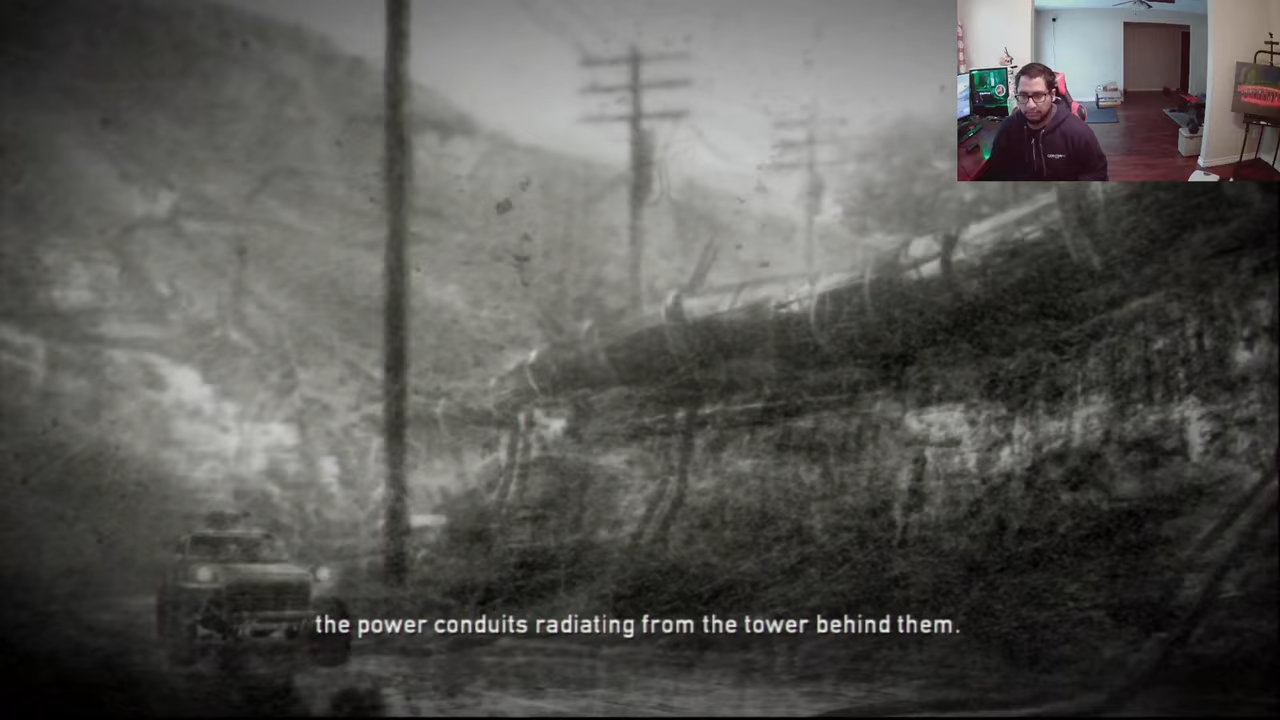 the power conduits radiating from the tower behind them.